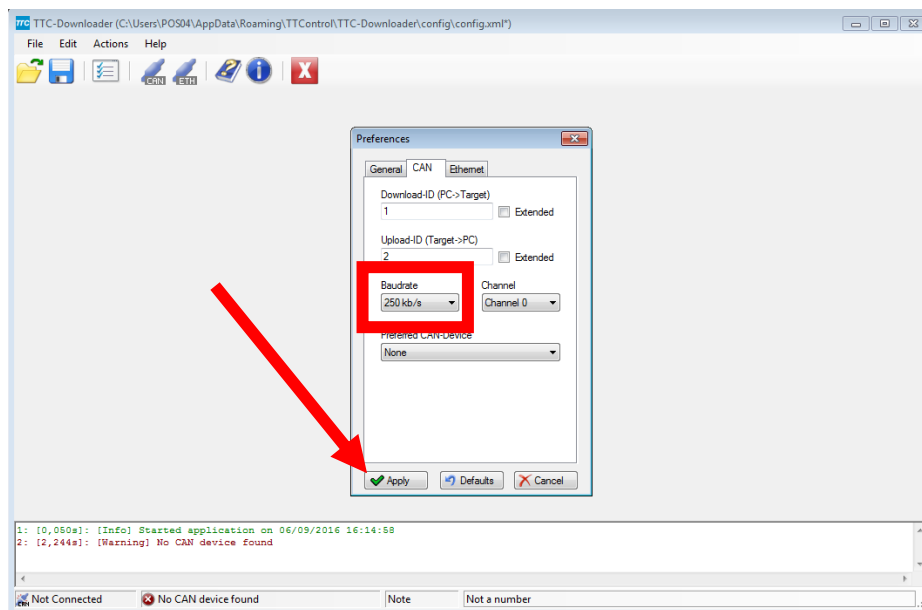 TTC-Downloader (C:\Users\POS04\AppData\Roaming\TTControl\TTC-Downloader\config\config.xml*)
File Edit Actions Help
CAN ETH
Preferences
General CAN Ethernet
Download-ID (PC->Target)
1 Extended
Upload-ID (Target->PC)
2 Extended
Baudrate Channel
250 kb/s Channel 0
Preferred CAN-Device
None
Apply Defaults Cancel
1: [0,050s]: [Info] Started application on 06/09/2016 16:14:58
2: [2,244s]: [Warning] No CAN device found
Not Connected No CAN device found Note Not a number